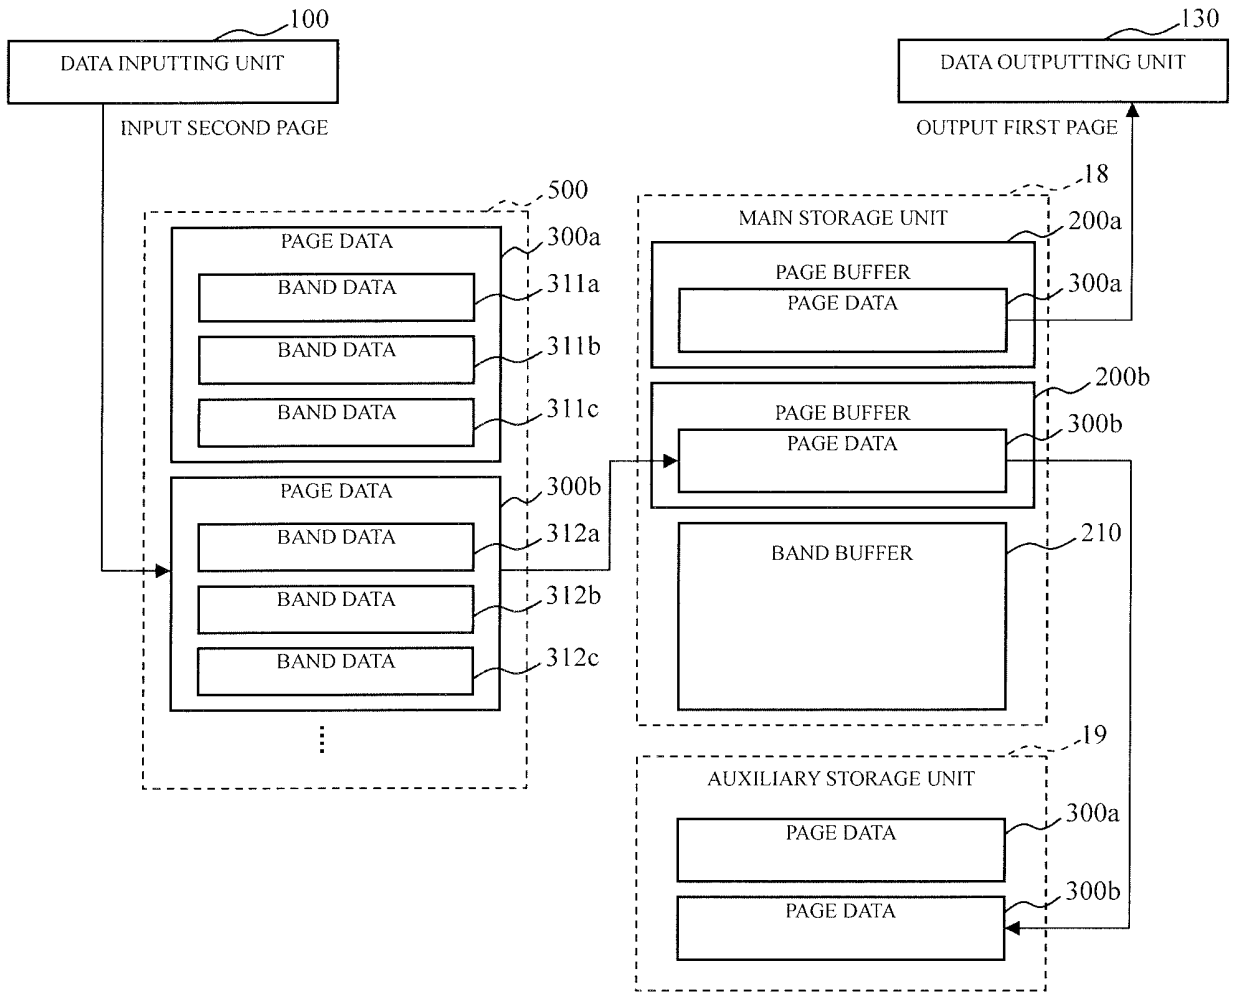 100
DATA INPUTTING UNIT
INPUT SECOND PAGE
130
DATA OUTPUTTING UNIT
OUTPUT FIRST PAGE
500
PAGE DATA
300a
BAND DATA
311a
BAND DATA
311b
BAND DATA
311c
PAGE DATA
300b
BAND DATA
312a
BAND DATA
312b
BAND DATA
312c
18
MAIN STORAGE UNIT
200a
PAGE BUFFER
300a
PAGE DATA
200b
PAGE BUFFER
300b
PAGE DATA
210
BAND BUFFER
19
AUXILIARY STORAGE UNIT
300a
PAGE DATA
300b
PAGE DATA